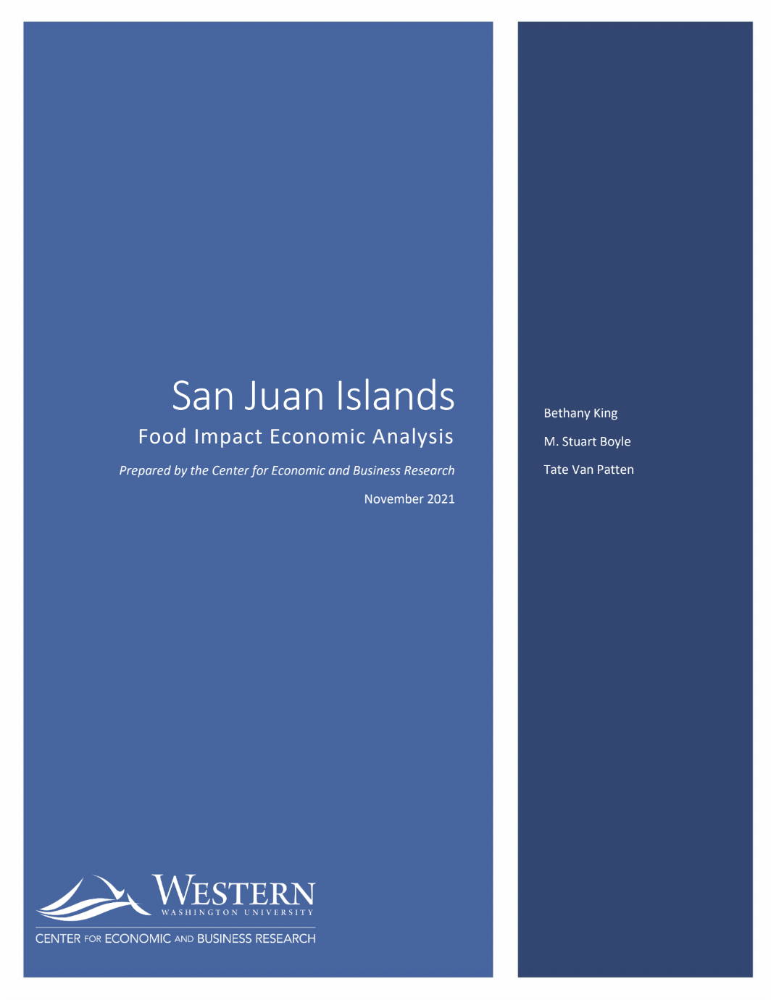 San Juan Islands
Food Impact Economic Analysis
Prepared by the Center for Economic and Business Research
November 2021
Bethany King
M. Stuart Boyle
Tate Van Patten
WESTERN
WASHINGTON UNIVERSITY
CENTER FOR ECONOMIC AND BUSINESS RESEARCH